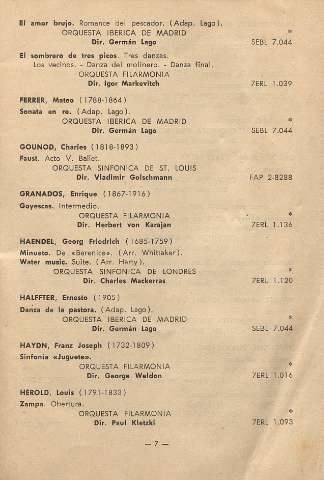 El amor brujo. Romance del pescador. (Adap. Lago).
ORQUESTA IBERICA DE MADRID *
Dir. Germán Lago SEBL 7.044
El sombrero de tres picos. Tres danzas.
Los vecinos. - Danza del molinero. - Danza final.
ORQUESTA FILARMONIA
Dir. Igor Markevitch 7ERL 1.039
FERRER, Mateo (1788-1864)
Sonata en re. (Adap. Lago).
ORQUESTA IBERICA DE MADRID *
Dir. Germán Lago SEBL 7.044
GOUNOD, Charles (1818-1893)
Faust. Acto V. Ballet.
ORQUESTA SINFONICA DE ST. LOUIS
Dir. Vladimir Golschmann FAP 2-8288
GRANADOS, Enrique (1867-1916)
Goyescas. Intermedio.
ORQUESTA FILARMONIA *
Dir. Herbert von Karajan 7ERL 1.136
HAENDEL, Georg Friedrich (1685-1759)
Minueto. De «Berenice». (Arr. Whittaker).
Water music. Suite. (Arr. Harty).
ORQUESTA SINFONICA DE LONDRES *
Dir. Charles Mackerras 7ERL 1.120
HALFFTER, Ernesto (1905)
Danza de la pastora. (Adap. Lago).
ORQUESTA IBERICA DE MADRID *
Dir. Germán Lago SEBL 7.044
HAYDN, Franz Joseph (1732-1809)
Sinfonía «Juguete».
ORQUESTA FILARMONIA *
Dir. George Weldon 7ERL 1.016
HEROLD, Louis (1791-1833)
Zampa. Obertura.
ORQUESTA FILARMONIA *
Dir. Paul Kletzki 7ERL 1.093
— 7 —